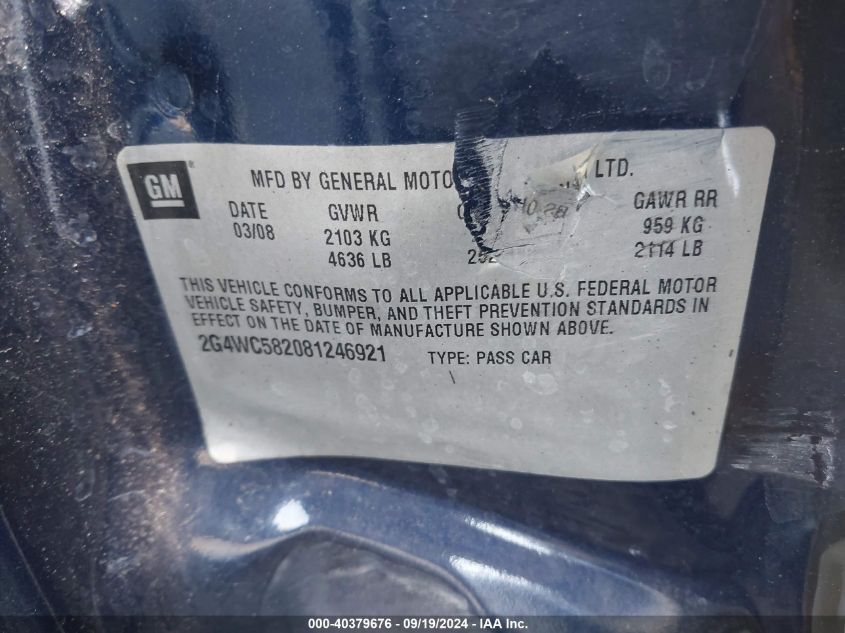 GM
MFD BY GENERAL MOTO LTD.
DATE GVWR GAWR RR
03/08 2103 KG 959 KG
4636 LB 2114 LB
THIS VEHICLE CONFORMS TO ALL APPLICABLE U.S. FEDERAL MOTOR
VEHICLE SAFETY, BUMPER, AND THEFT PREVENTION STANDARDS IN
EFFECT ON THE DATE OF MANUFACTURE SHOWN ABOVE.
2G4WC582081246921 TYPE: PASS CAR
000-40379676 - 09/19/2024 - IAAI.com